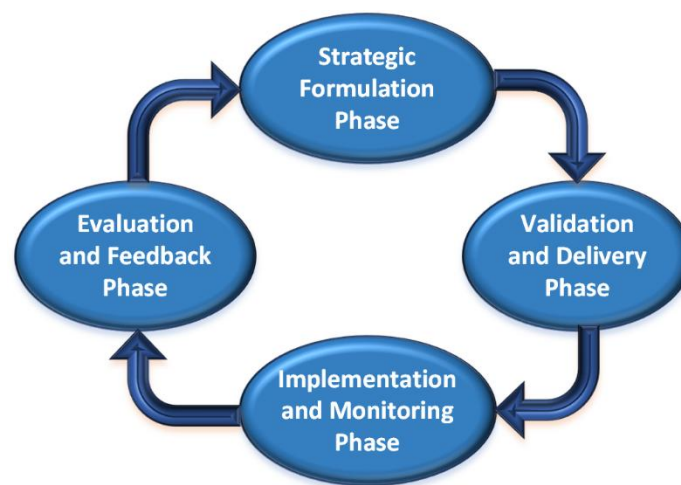 Strategic
Formulation
Phase
Validation
and Delivery
Phase
Implementation
and Monitoring
Phase
Evaluation
and Feedback
Phase